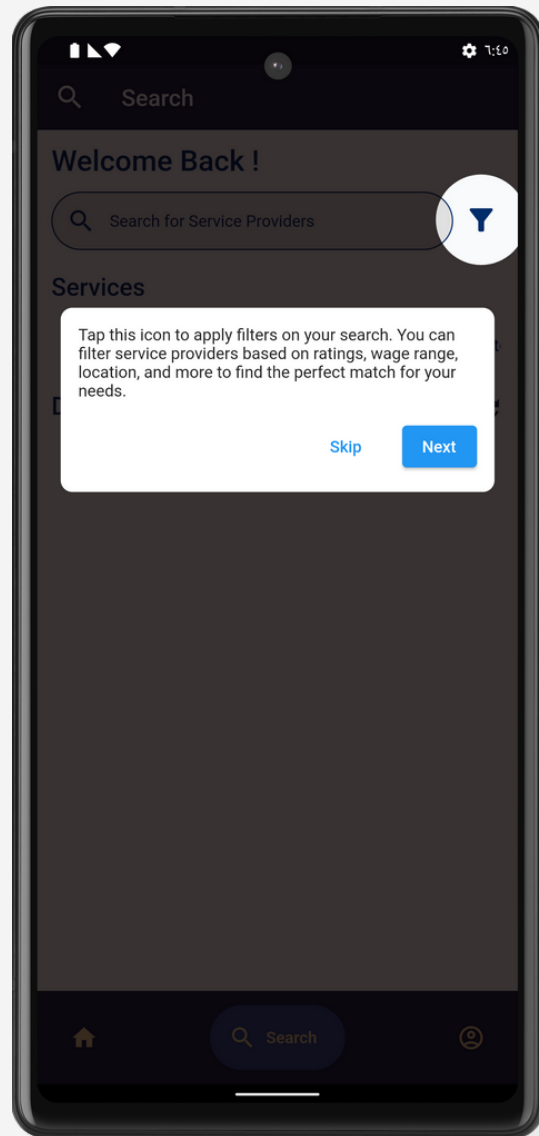 ٦:٤٥
Search
Welcome Back !
Search for Service Providers
Services
Tap this icon to apply filters on your search. You can
filter service providers based on ratings, wage range,
location, and more to find the perfect match for your
needs.
Skip
Next
Search